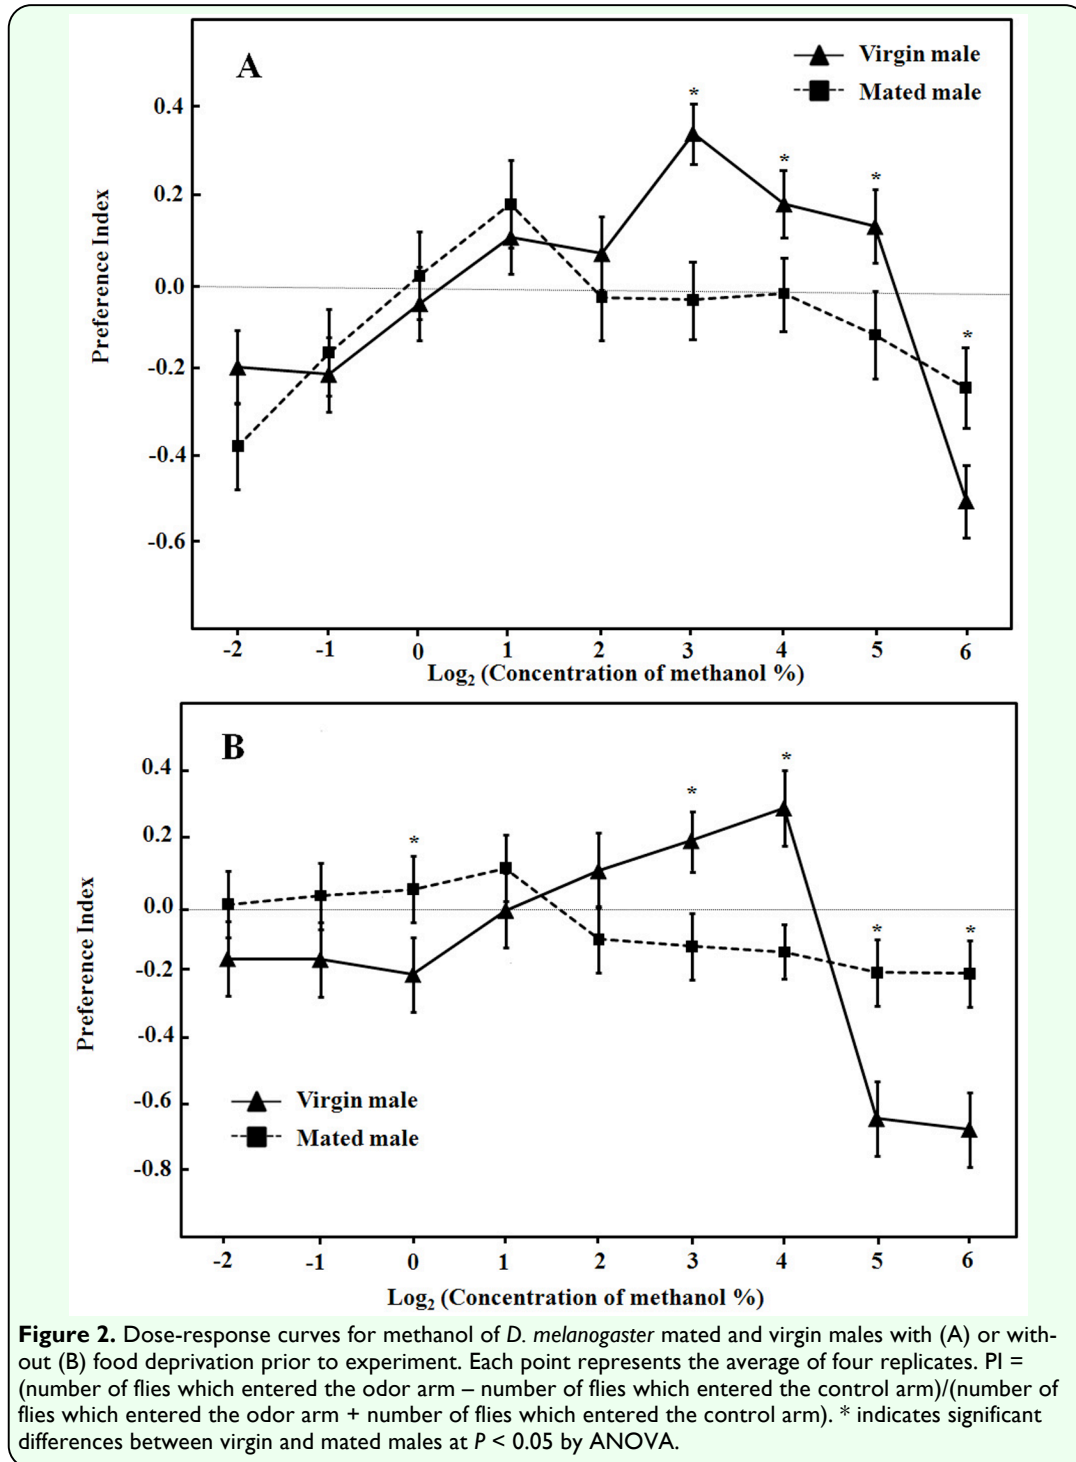 A
Virgin male
Mated male
*
*
*
*
0.4
0.2
0.0
-0.2
-0.4
-0.6
Preference Index
-2 -1 0 1 2 3 4 5 6
Log2 (Concentration of methanol %)
B
*
*
*
*
*
0.4
0.2
0.0
-0.2
-0.4
-0.6
-0.8
Preference Index
Virgin male
Mated male
-2 -1 0 1 2 3 4 5 6
Log2 (Concentration of methanol %)
Figure 2. Dose-response curves for methanol of D. melanogaster mated and virgin males with (A) or with-
out (B) food deprivation prior to experiment. Each point represents the average of four replicates. PI =
(number of flies which entered the odor arm – number of flies which entered the control arm)/(number of
flies which entered the odor arm + number of flies which entered the control arm). * indicates significant
differences between virgin and mated males at P < 0.05 by ANOVA.